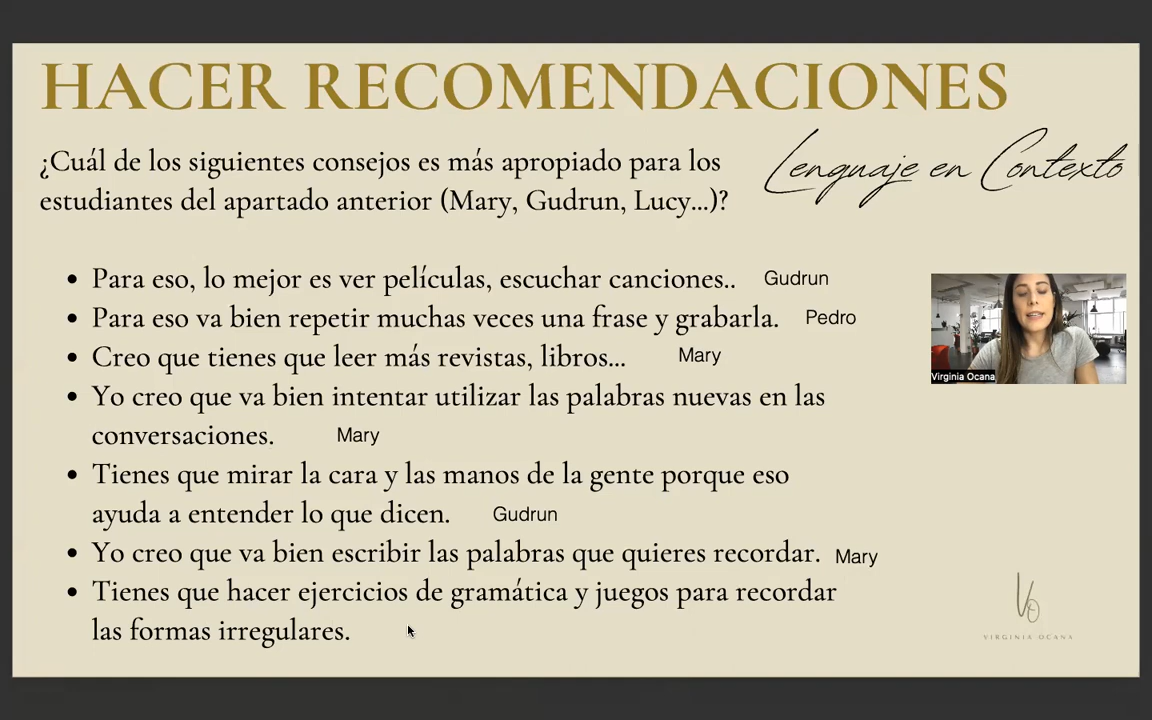 HACER RECOMENDACIONES
Lenguaje en Contexto
¿Cuál de los siguientes consejos es más apropiado para los
estudiantes del apartado anterior (Mary, Gudrun, Lucy...)?
• Para eso, lo mejor es ver películas, escuchar canciones.. Gudrun
• Para eso va bien repetir muchas veces una frase y grabarla. Pedro
• Creo que tienes que leer más revistas, libros... Mary
• Yo creo que va bien intentar utilizar las palabras nuevas en las
conversaciones. Mary
• Tienes que mirar la cara y las manos de la gente porque eso
ayuda a entender lo que dicen. Gudrun
• Yo creo que va bien escribir las palabras que quieres recordar. Mary
• Tienes que hacer ejercicios de gramática y juegos para recordar
las formas irregulares.
Virginia Ocana
Vo
VIRGINIA OCANA